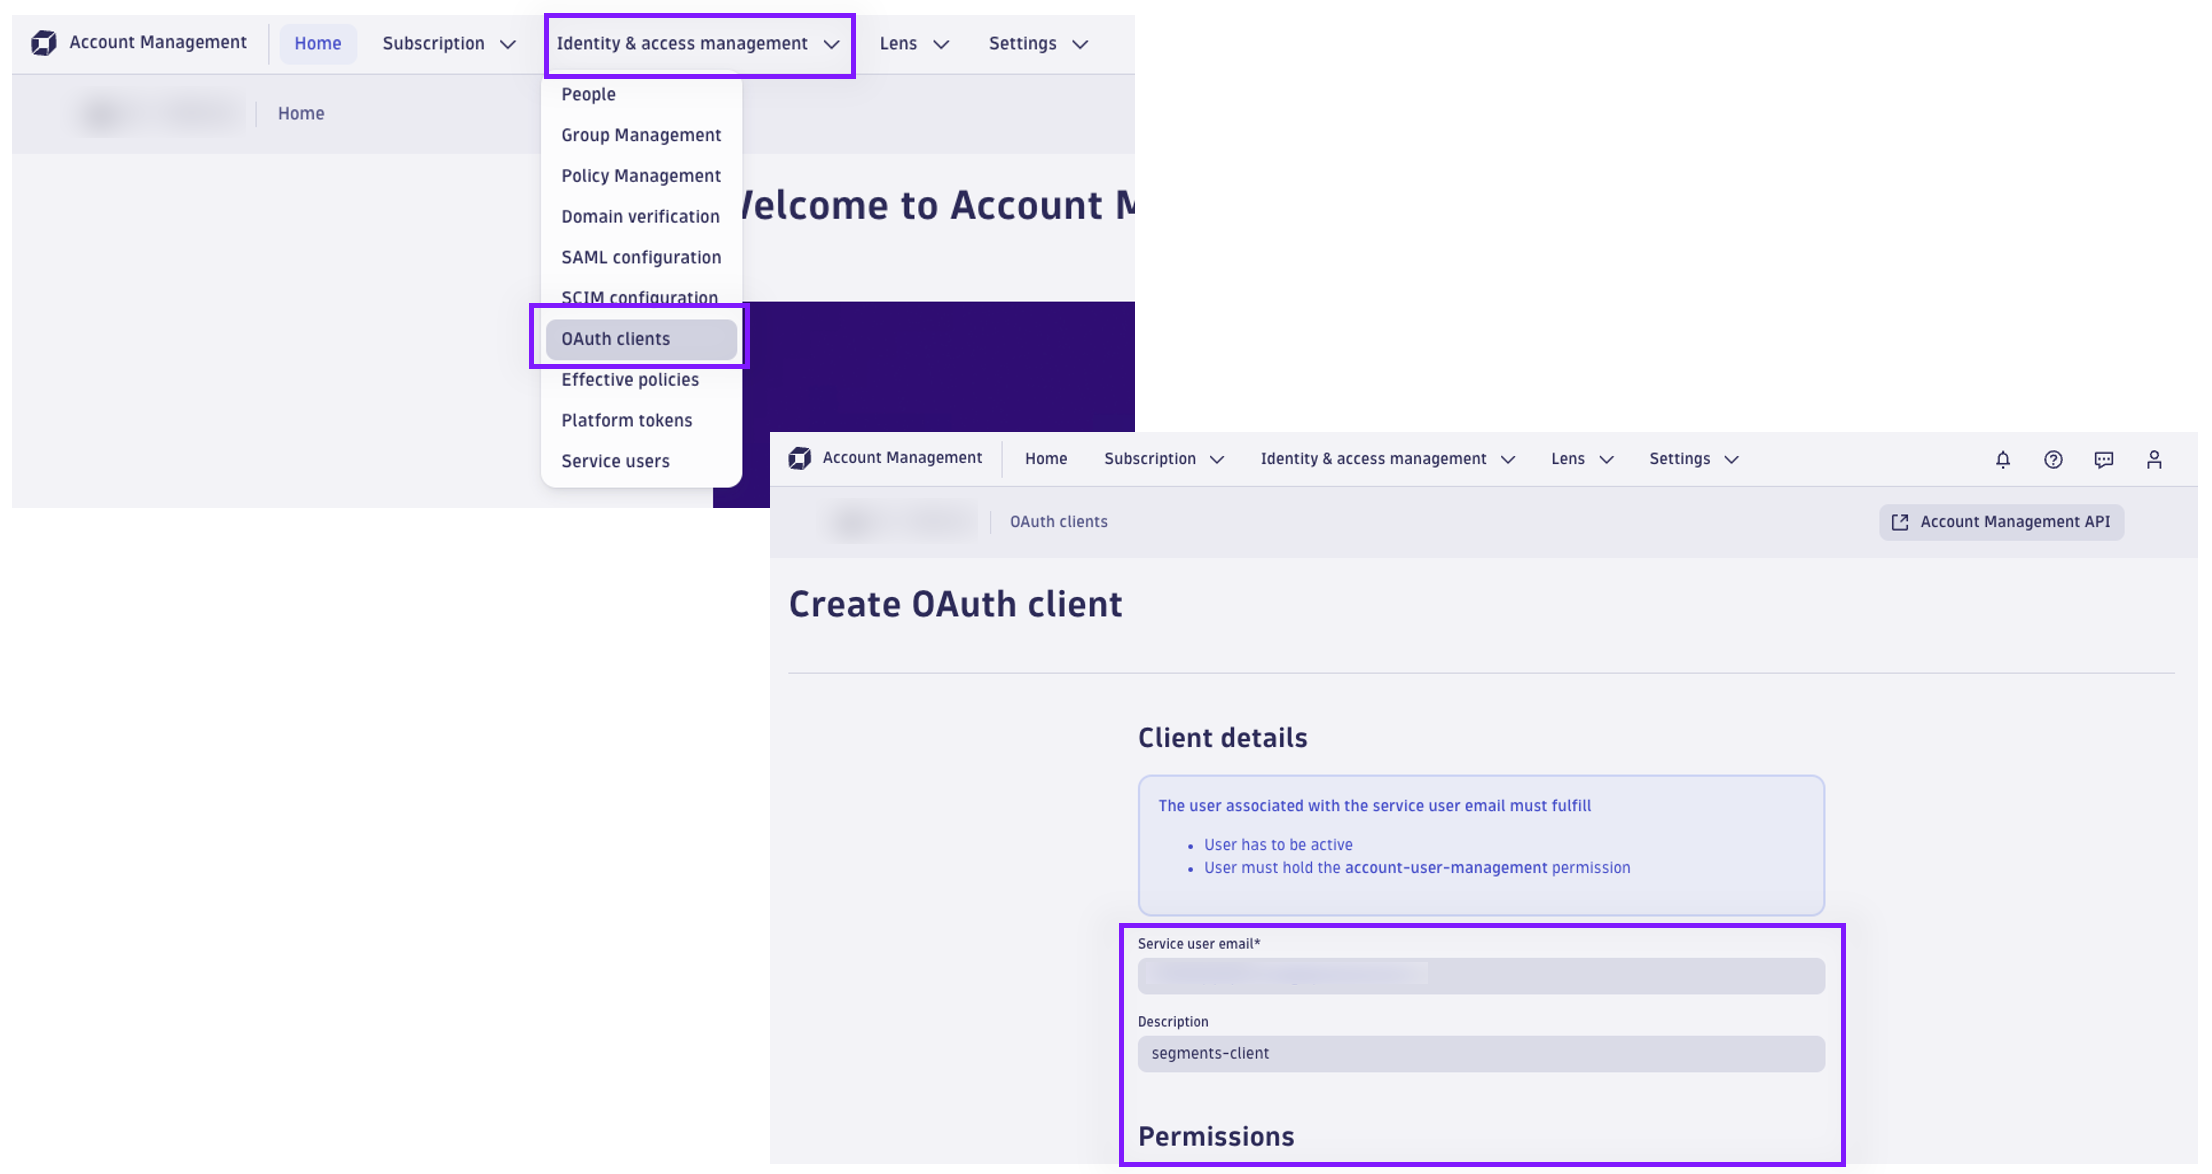 Account Management
Home
Subscription
Identity & access management
Lens
Settings
Home
People
Group Management
Policy Management
Domain verification
SAML configuration
SCIM configuration
OAuth clients
Effective policies
Platform tokens
Service users
Welcome to Account M
Account Management
Home
Subscription
Identity & access management
Lens
Settings
OAuth clients
Account Management API
Create OAuth client
Client details
The user associated with the service user email must fulfill
• User has to be active
• User must hold the account-user-management permission
Service user email*
Description
segments-client
Permissions